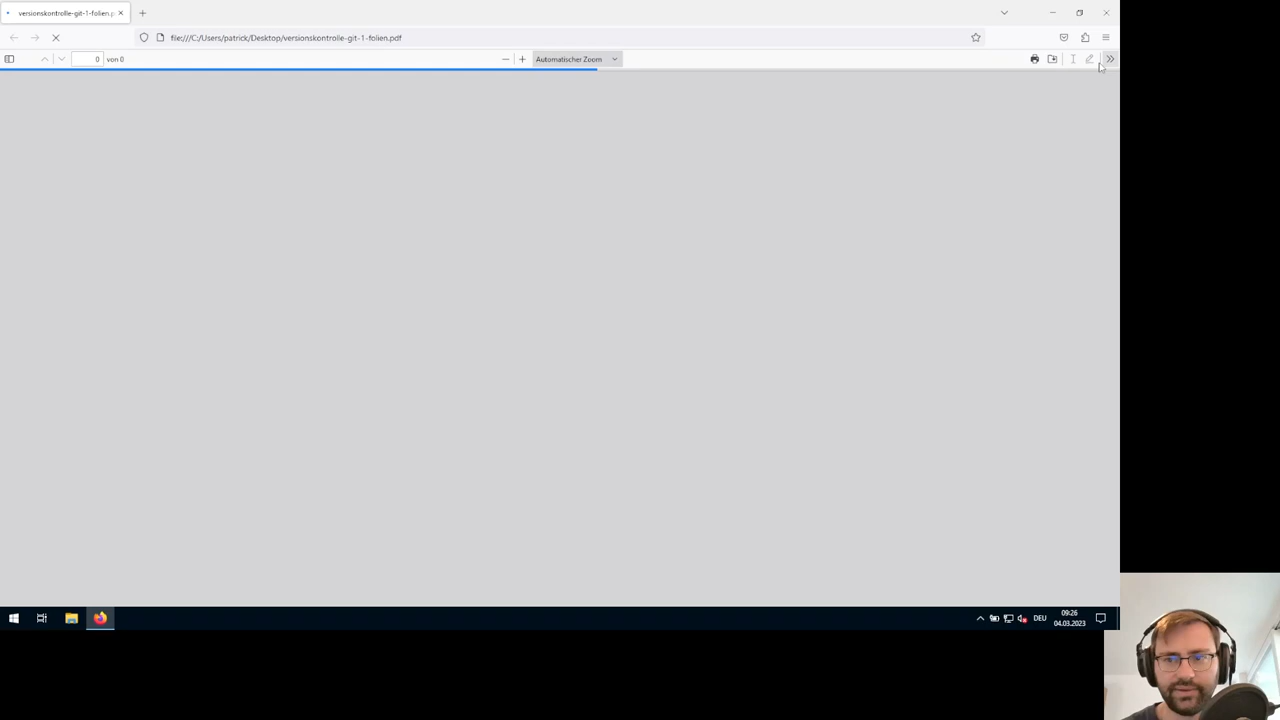 versionskontrolle-git-1-folien.p
file:///C:/Users/patrick/Desktop/versionskontrolle-git-1-folien.pdf
0 von 0
Automatischer Zoom
DEU
09:26
04.03.2023